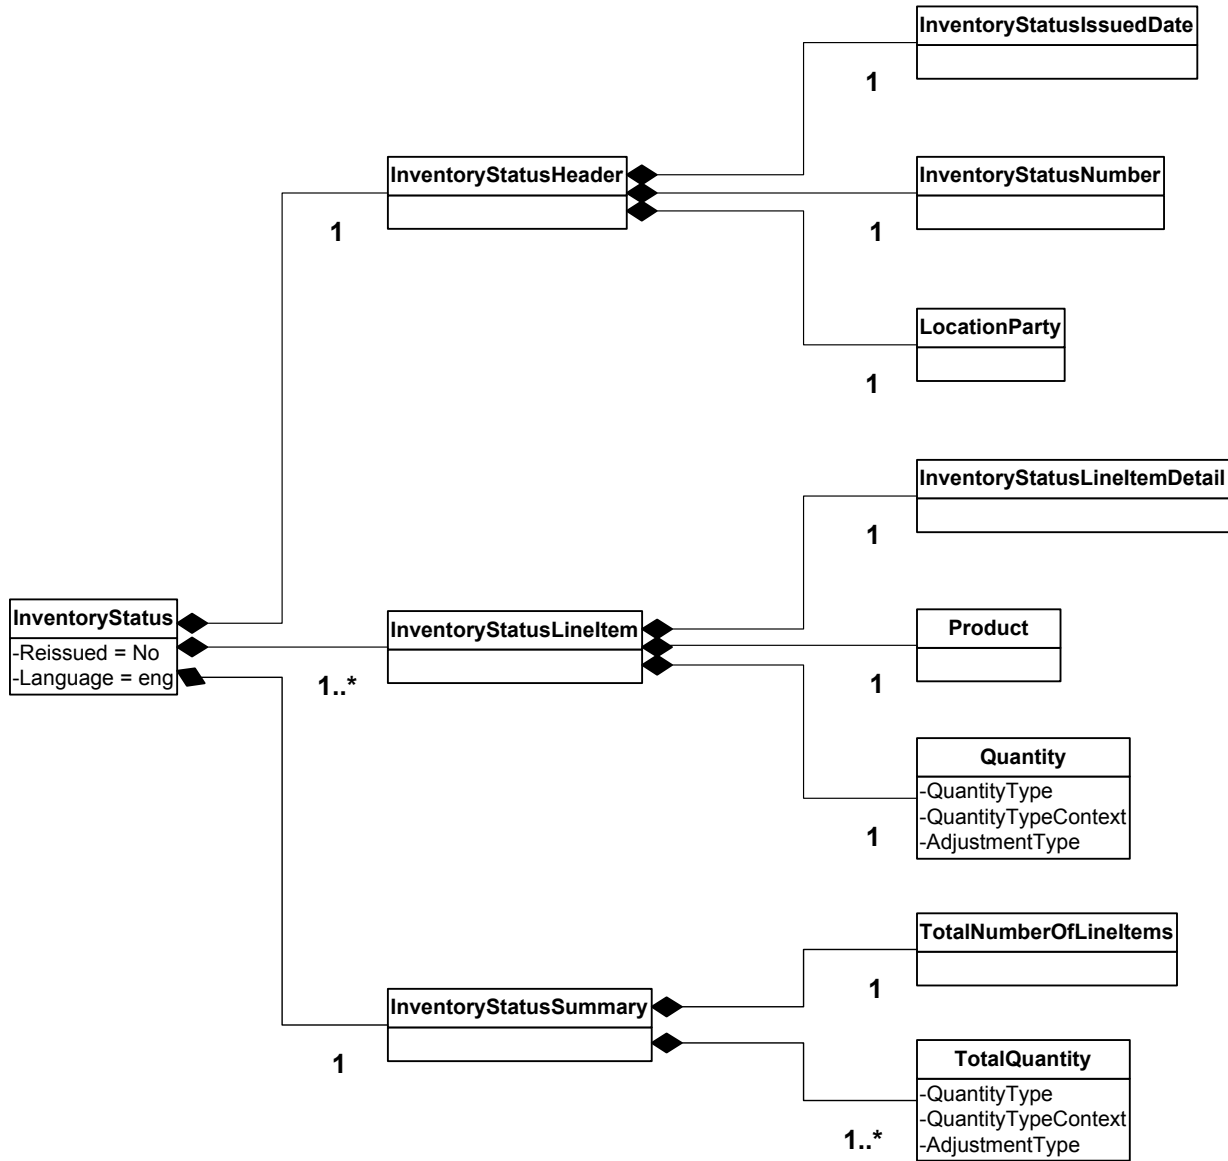 InventoryStatusIssuedDate
1
InventoryStatusHeader
InventoryStatusNumber
1
1
LocationParty
1
InventoryStatusLineItemDetail
1
InventoryStatus
-Reissued = No
-Language = eng
InventoryStatusLineItem
1..*
Product
1
Quantity
-QuantityType
-QuantityTypeContext
-AdjustmentType
1
TotalNumberOfLineItems
1
InventoryStatusSummary
1
TotalQuantity
-QuantityType
-QuantityTypeContext
-AdjustmentType
1..*